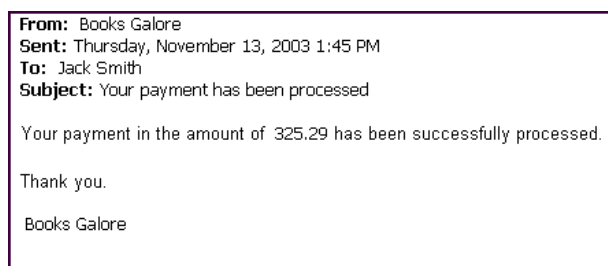 From: Books Galore
Sent: Thursday, November 13, 2003 1:45 PM
To: Jack Smith
Subject: Your payment has been processed
Your payment in the amount of 325.29 has been successfully processed.
Thank you.
Books Galore